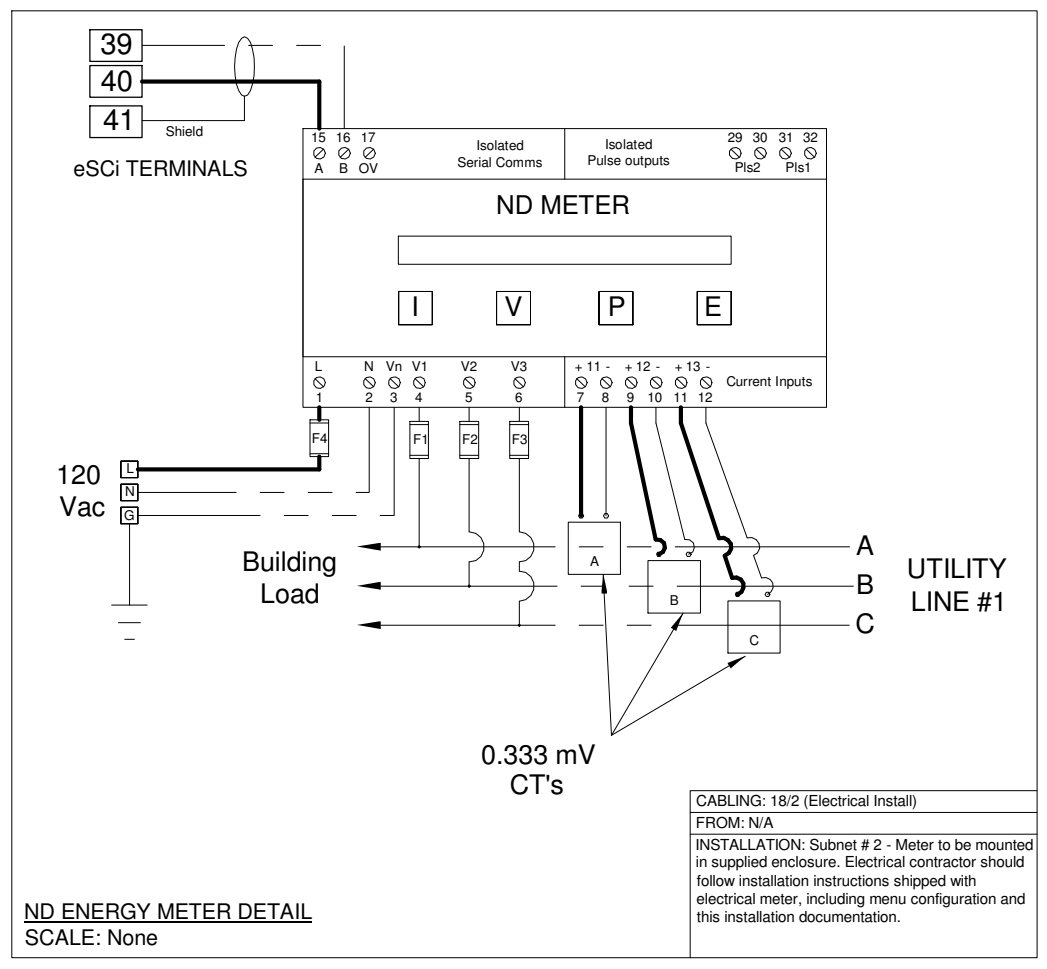 39
40
41
Shield
eSCi TERMINALS
15 16 17
A B OV
Isolated
Serial Comms
Isolated
Pulse outputs
29 30 31 32
Pls2 Pls1
ND METER
I V P E
L N Vn V1 V2 V3
1 2 3 4 5 6
+ 11 - + 12 - + 13 -
7 8 9 10 11 12
Current Inputs
F4 F1 F2 F3
120
Vac
L
N
G
Building
Load
A
B
C
A
B
C
UTILITY
LINE #1
0.333 mV
CT's
CABLING: 18/2 (Electrical Install)
FROM: N/A
INSTALLATION: Subnet # 2 - Meter to be mounted
in supplied enclosure. Electrical contractor should
follow installation instructions shipped with
electrical meter, including menu configuration and
this installation documentation.
ND ENERGY METER DETAIL
SCALE: None